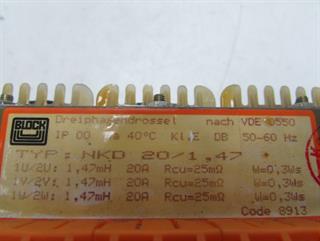 BLOCK
Dreiphasendrossel nach VDE 0550
IP 00 Ta 40°C Kl.E DB 50-60 Hz
TYP: NKD 20/1,47
1U/2U: 1,47mH 20A Rcu=25mΩ W=0,3Ws
1V/2V: 1,47mH 20A Rcu=25mΩ W=0,3Ws
1W/2W: 1,47mH 20A Rcu=25mΩ W=0,3Ws
Code 8913